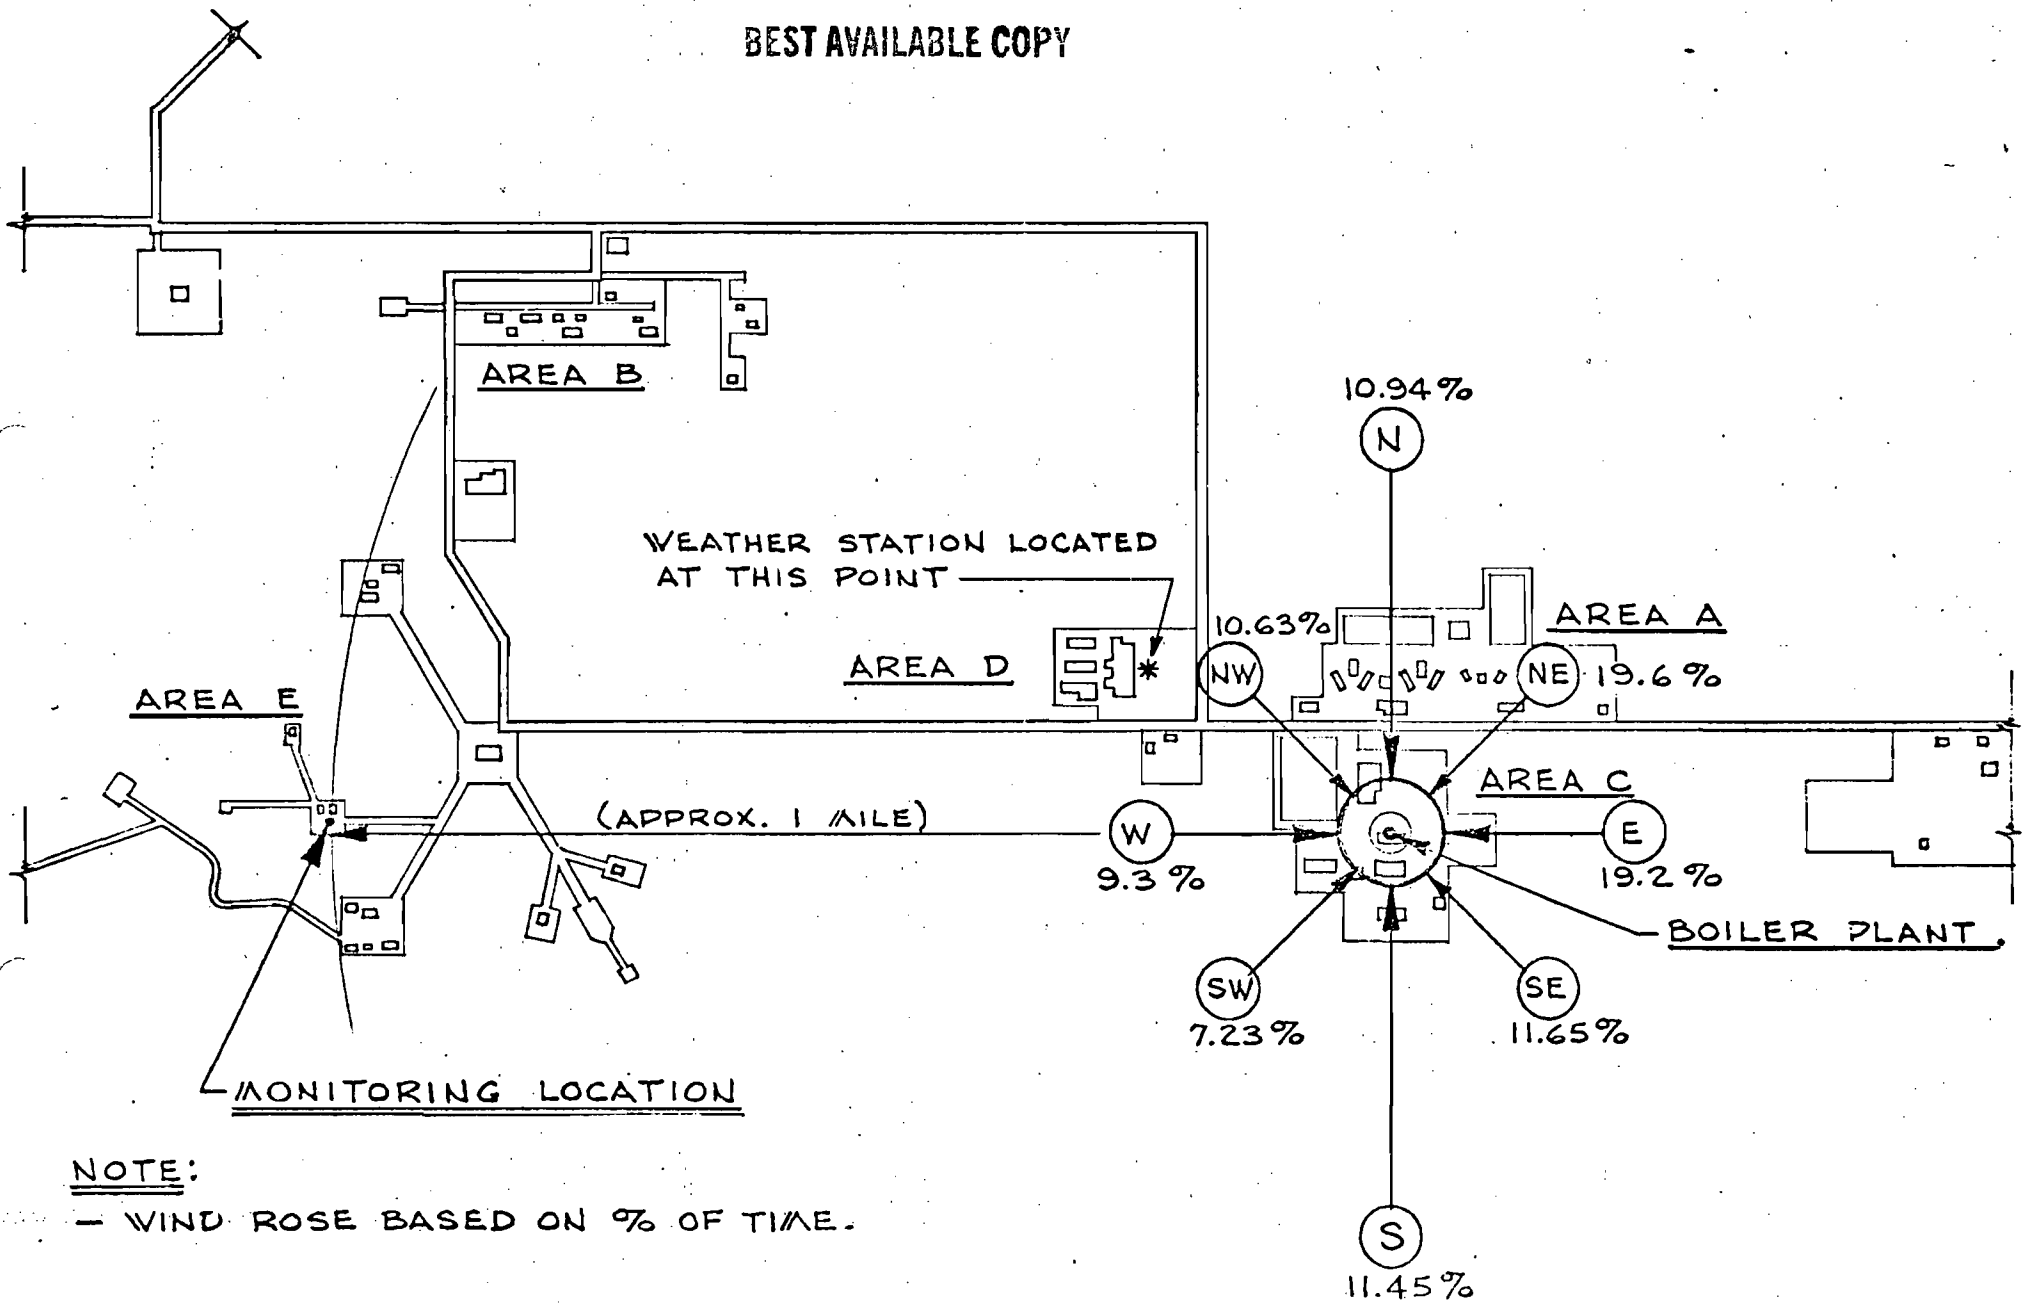 BEST AVAILABLE COPY
AREA B
10.94%
N
WEATHER STATION LOCATED
AT THIS POINT
AREA A
10.63%
AREA D
NW
NE
19.6%
AREA E
AREA C
(APPROX. 1 MILE)
W
E
9.3%
19.2%
BOILER PLANT
SW
SE
7.23%
11.65%
MONITORING LOCATION
NOTE:
- WIND ROSE BASED ON % OF TIME.
S
11.45%